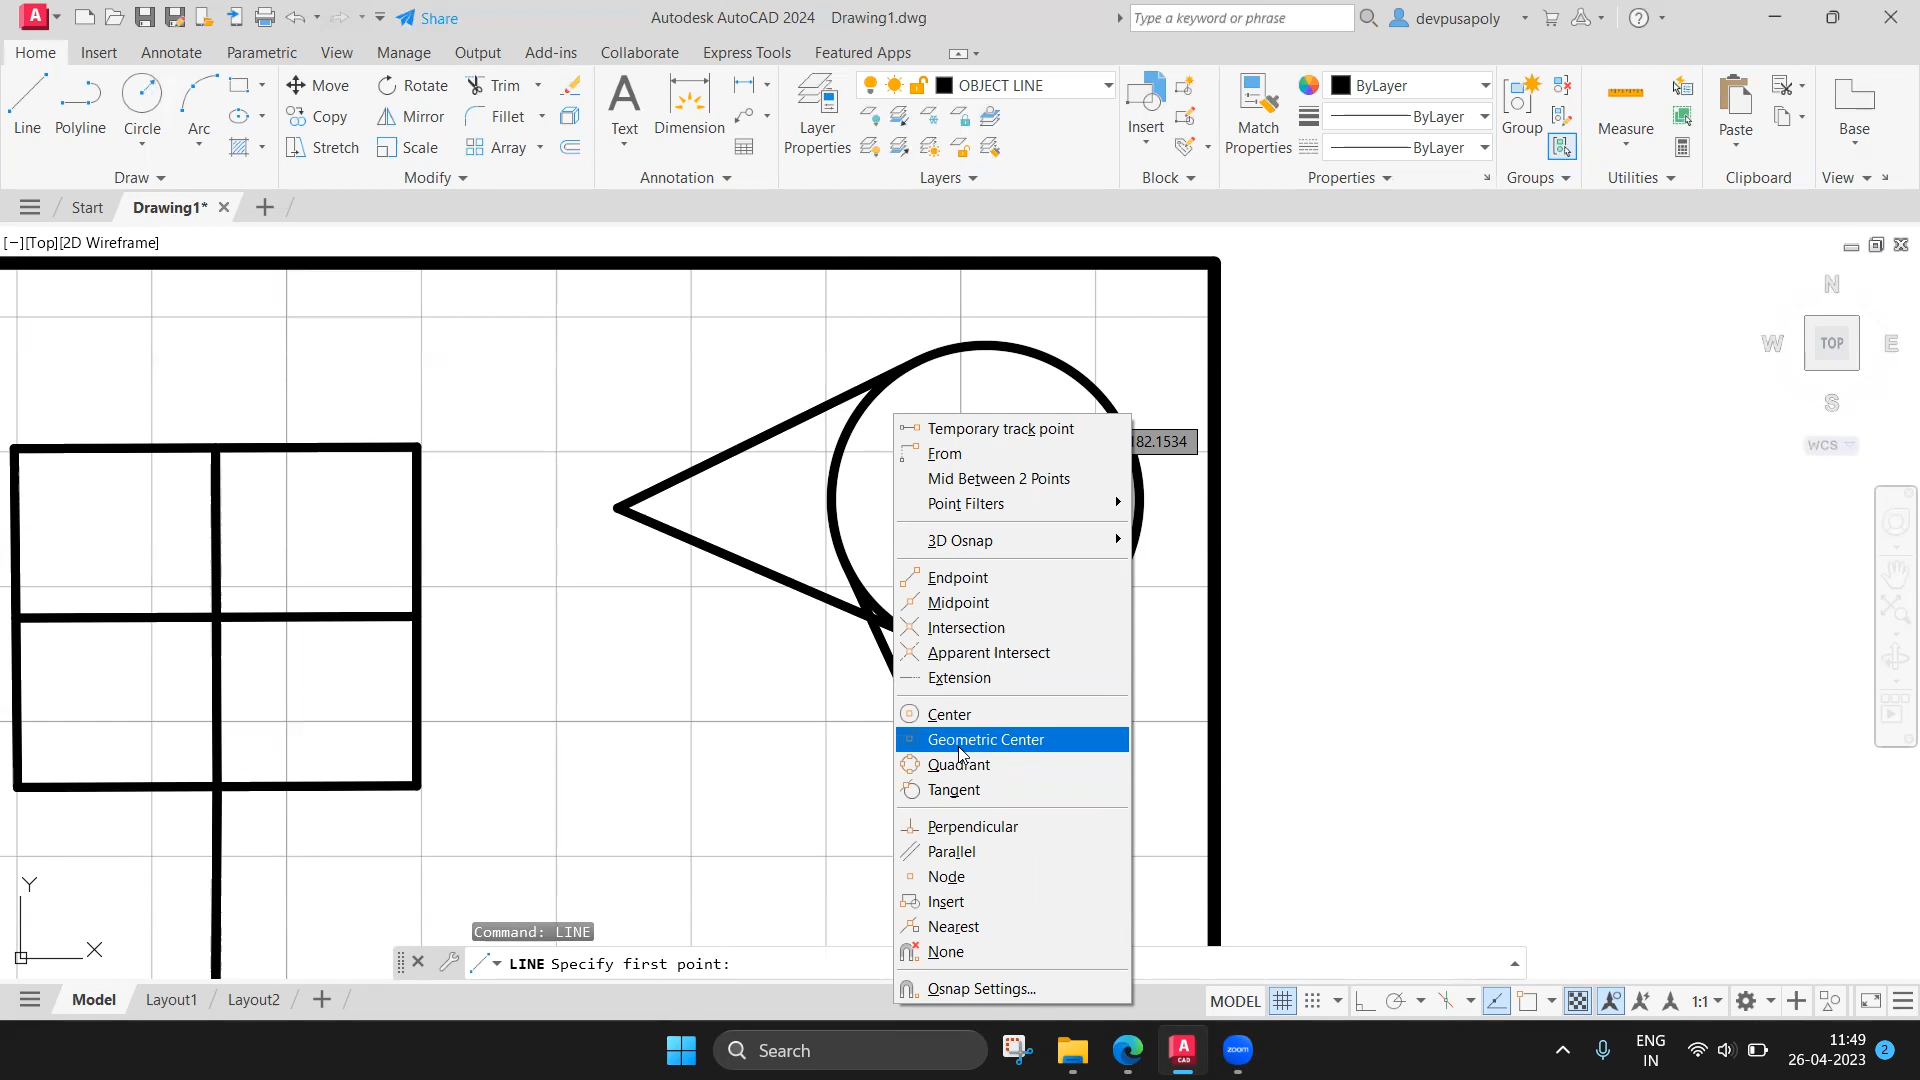 Share
Autodesk AutoCAD 2024 Drawing1.dwg
Type a keyword or phrase
devpusapoly
Home Insert Annotate Parametric View Manage Output Add-ins Collaborate Express Tools Featured Apps
Line Polyline Circle Arc
Move Rotate Trim
Copy Mirror Fillet
Stretch Scale Array
Text Dimension
Layer Properties
OBJECT LINE
Insert
Match Properties
ByLayer
ByLayer
ByLayer
Group
Measure
Paste
Base
Draw Modify Annotation Layers Block Properties Groups Utilities Clipboard View
Start Drawing1*
[−][Top][2D Wireframe]
N
W TOP E
S
WCS
182.1534
Temporary track point
From
Mid Between 2 Points
Point Filters
3D Osnap
Endpoint
Midpoint
Intersection
Apparent Intersect
Extension
Center
Geometric Center
Quadrant
Tangent
Perpendicular
Parallel
Node
Insert
Nearest
None
Osnap Settings...
Y
X
Command: LINE
LINE Specify first point:
Model Layout1 Layout2
MODEL 1:1
Search
A CAD
zoom
ENG
IN
11:49
26-04-2023
2